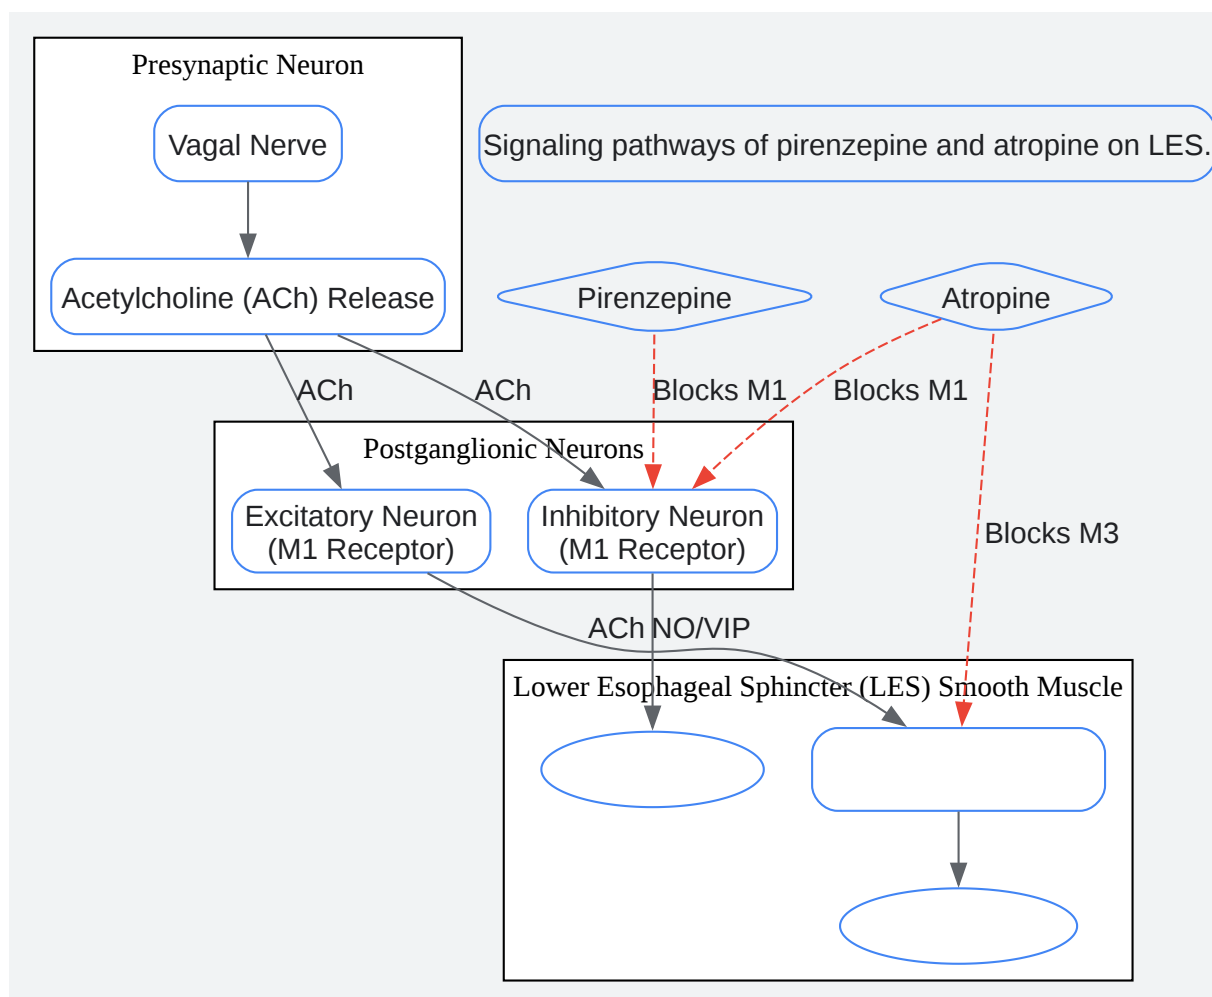 Presynaptic Neuron
Vagal Nerve
Signaling pathways of pirenzepine and atropine on LES.
Acetylcholine (ACh) Release
Pirenzepine
Atropine
ACh
ACh
Blocks M1
Blocks M1
Postganglionic Neurons
Excitatory Neuron
(M1 Receptor)
Inhibitory Neuron
(M1 Receptor)
Blocks M3
ACh
NO/VIP
Lower Esophageal Sphincter (LES) Smooth Muscle